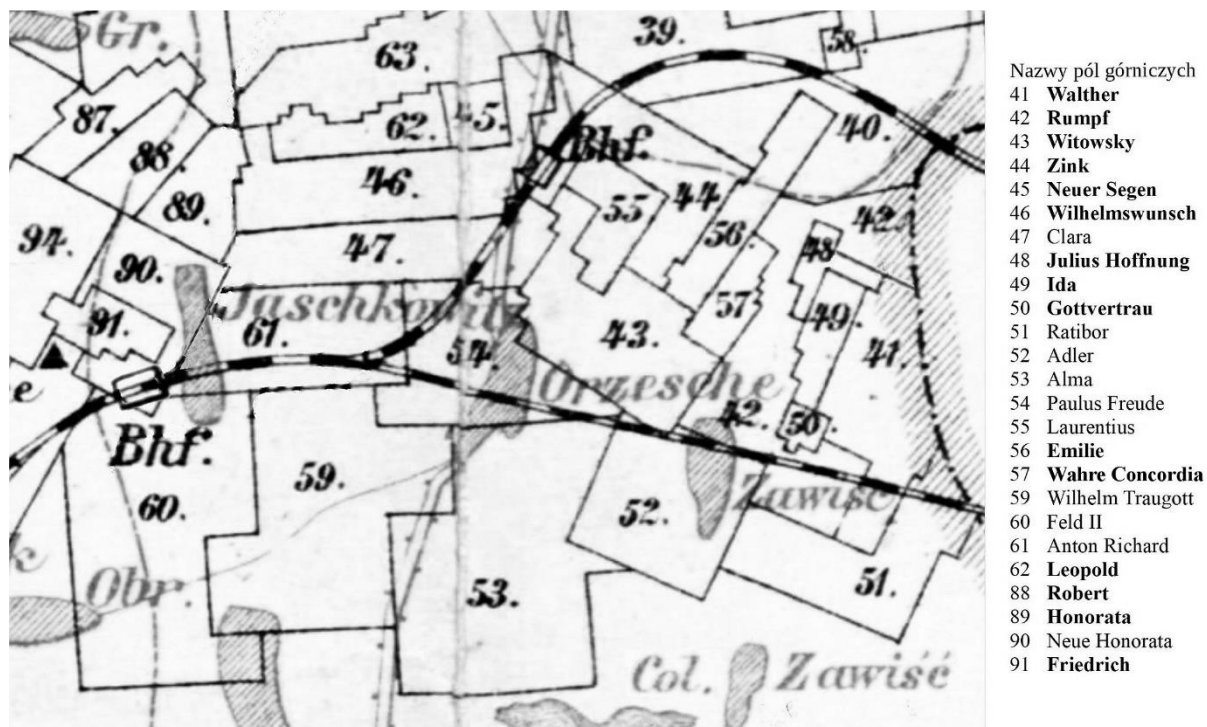 Gr.
63.
39.
58.
87.
62.
45.
40.
88.
Bhf.
46.
89.
55.
44.
42.
94.
47.
56.
48.
90.
57.
Jaschkowitz
49.
91.
61.
43.
41.
54.
Orzesche
e
42.
50.
Bhf.
59.
Zawisć
60.
52.
k
Obr.
53.
51.
Col. Zawiść
Nazwy pól górniczych
41 Walther
42 Rumpf
43 Witowsky
44 Zink
45 Neuer Segen
46 Wilhelmswunsch
47 Clara
48 Julius Hoffnung
49 Ida
50 Gottvertrau
51 Ratibor
52 Adler
53 Alma
54 Paulus Freude
55 Laurentius
56 Emilie
57 Wahre Concordia
59 Wilhelm Traugott
60 Feld II
61 Anton Richard
62 Leopold
88 Robert
89 Honorata
90 Neue Honorata
91 Friedrich